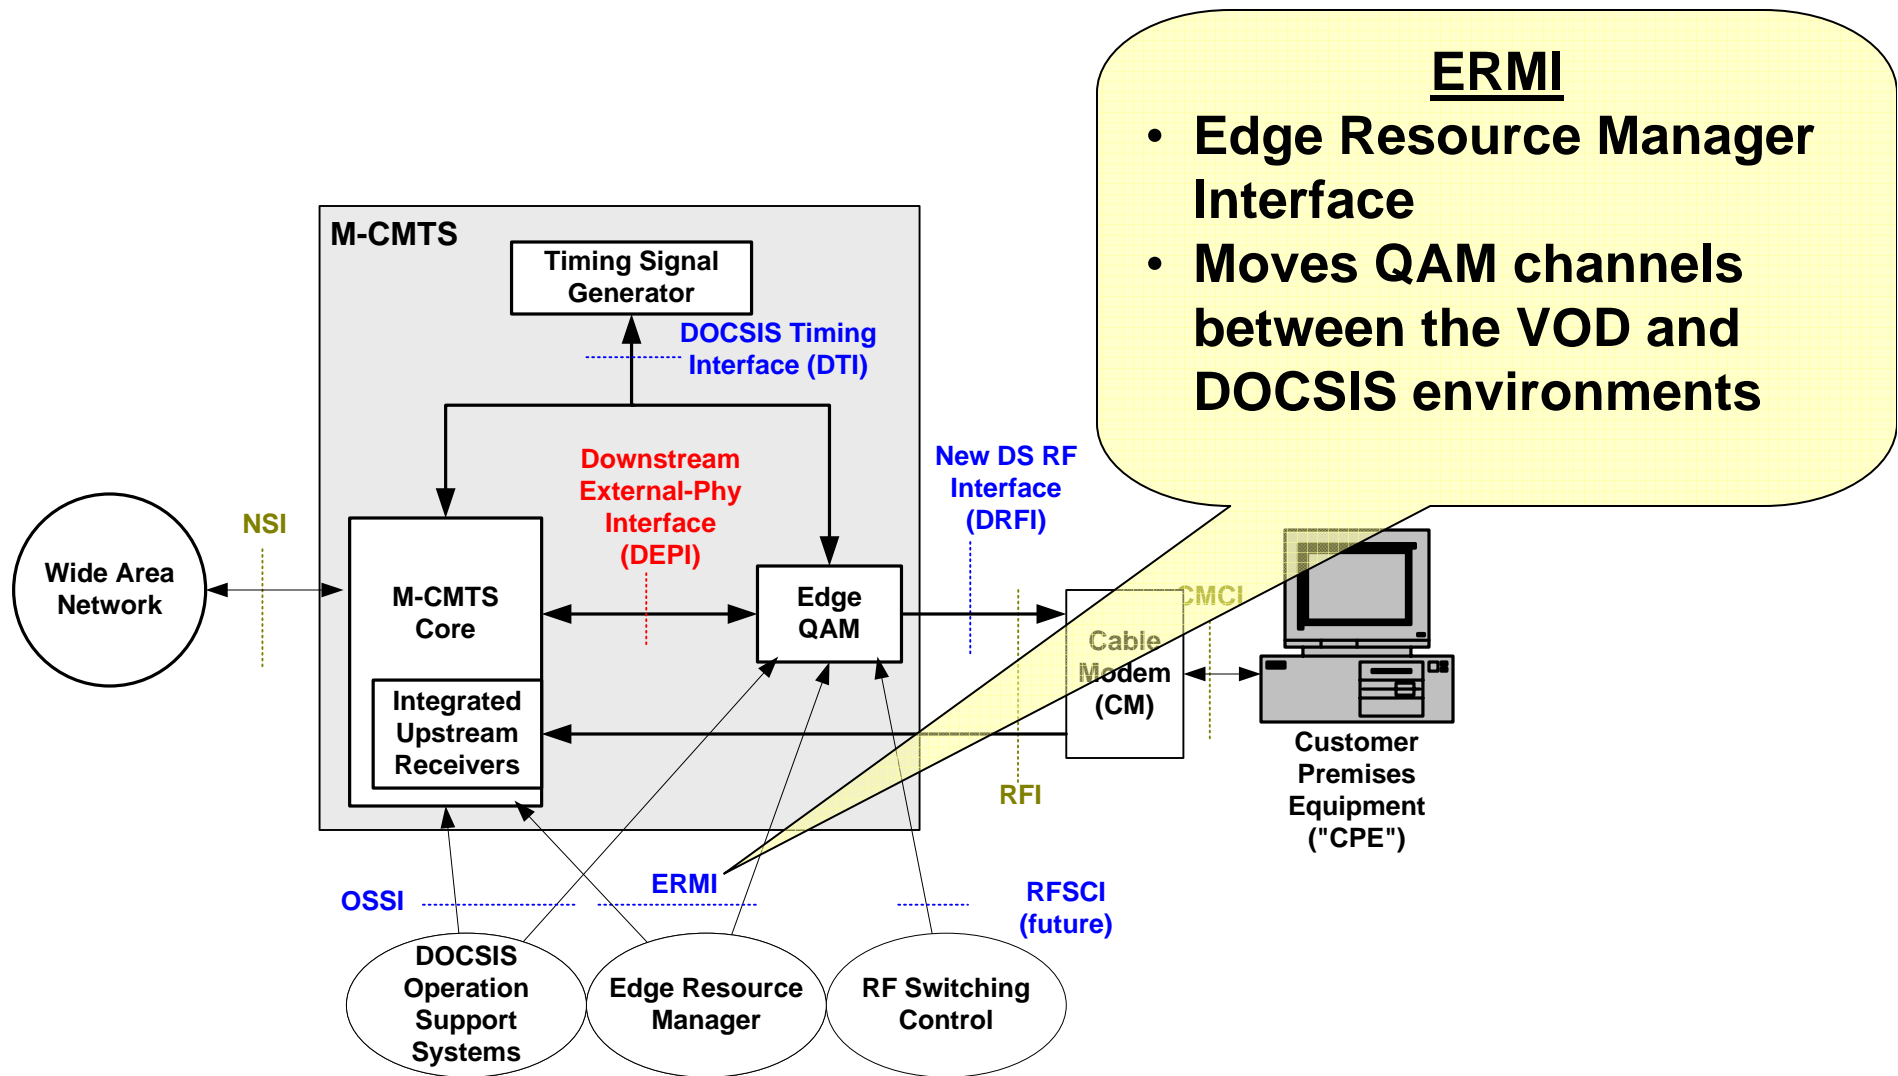 ERMI
• Edge Resource Manager
Interface
• Moves QAM channels
between the VOD and
DOCSIS environments
M-CMTS
Timing Signal
Generator
DOCSIS Timing
Interface (DTI)
Downstream
External-Phy
Interface
(DEPI)
New DS RF
Interface
(DRFI)
NSI
Wide Area
Network
M-CMTS
Core
Edge
QAM
CMCI
Cable
Modem
(CM)
Integrated
Upstream
Receivers
RFI
Customer
Premises
Equipment
("CPE")
OSSI
ERMI
RFSCI
(future)
DOCSIS
Operation
Support
Systems
Edge Resource
Manager
RF Switching
Control